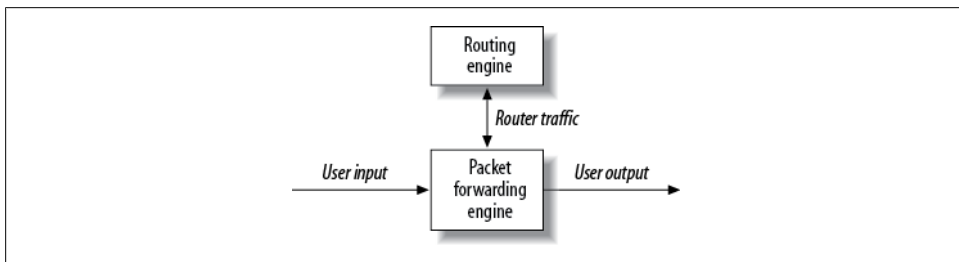 Routing
engine
Router traffic
User input
Packet
forwarding
engine
User output